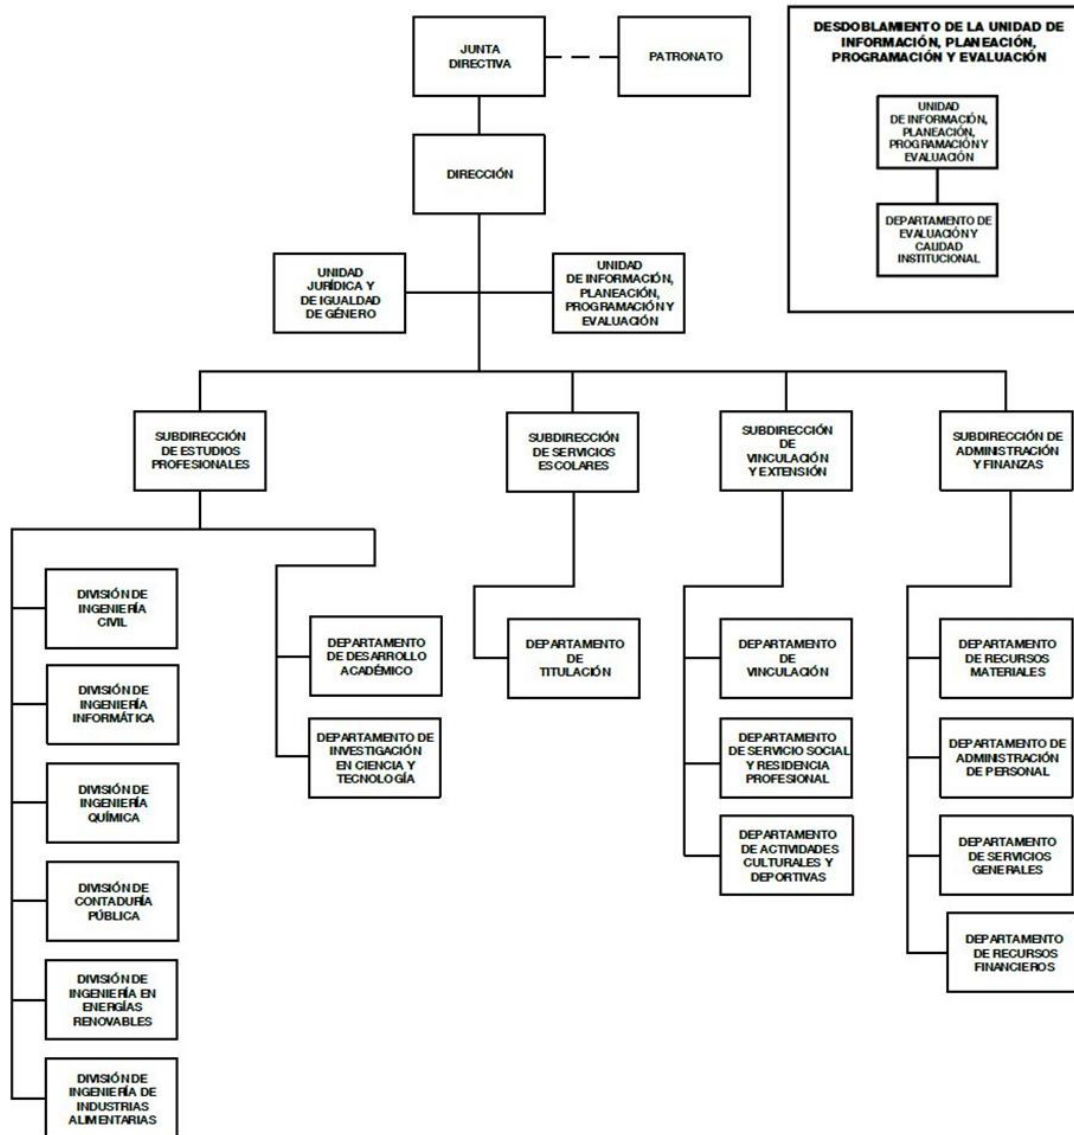 JUNTA
DIRECTIVA
PATRONATO
DESDOBLAMIENTO DE LA UNIDAD DE
INFORMACIÓN, PLANEACIÓN,
PROGRAMACIÓN Y EVALUACIÓN
UNIDAD
DE INFORMACIÓN,
PLANEACIÓN,
PROGRAMACIÓN Y
EVALUACIÓN
DEPARTAMENTO DE
EVALUACIÓN Y
CALIDAD
INSTITUCIONAL
DIRECCIÓN
UNIDAD
JURÍDICA Y
DE IGUALDAD
DE GÉNERO
UNIDAD
DE INFORMACIÓN,
PLANEACIÓN,
PROGRAMACIÓN Y
EVALUACIÓN
SUBDIRECCIÓN
DE ESTUDIOS
PROFESIONALES
SUBDIRECCIÓN
DE SERVICIOS
ESCOLARES
SUBDIRECCIÓN
DE
VINCULACIÓN
Y EXTENSIÓN
SUBDIRECCIÓN DE
ADMINISTRACIÓN
Y FINANZAS
DIVISIÓN DE
INGENIERÍA
CIVIL
DIVISIÓN DE
INGENIERÍA
INFORMÁTICA
DIVISIÓN DE
INGENIERÍA
QUÍMICA
DIVISIÓN DE
CONTADURÍA
PÚBLICA
DIVISIÓN DE
INGENIERÍA EN
ENERGÍAS
RENOVABLES
DIVISIÓN DE
INGENIERÍA DE
INDUSTRIAS
ALIMENTARIAS
DEPARTAMENTO
DE DESARROLLO
ACADÉMICO
DEPARTAMENTO DE
INVESTIGACIÓN
EN CIENCIA Y
TECNOLOGÍA
DEPARTAMENTO
DE
TITULACIÓN
DEPARTAMENTO
DE
VINCULACIÓN
DEPARTAMENTO
DE SERVICIO SOCIAL
Y RESIDENCIA
PROFESIONAL
DEPARTAMENTO
DE ACTIVIDADES
CULTURALES Y
DEPORTIVAS
DEPARTAMENTO
DE RECURSOS
MATERIALES
DEPARTAMENTO DE
ADMINISTRACIÓN
DE PERSONAL
DEPARTAMENTO
DE SERVICIOS
GENERALES
DEPARTAMENTO
DE RECURSOS
FINANCIEROS